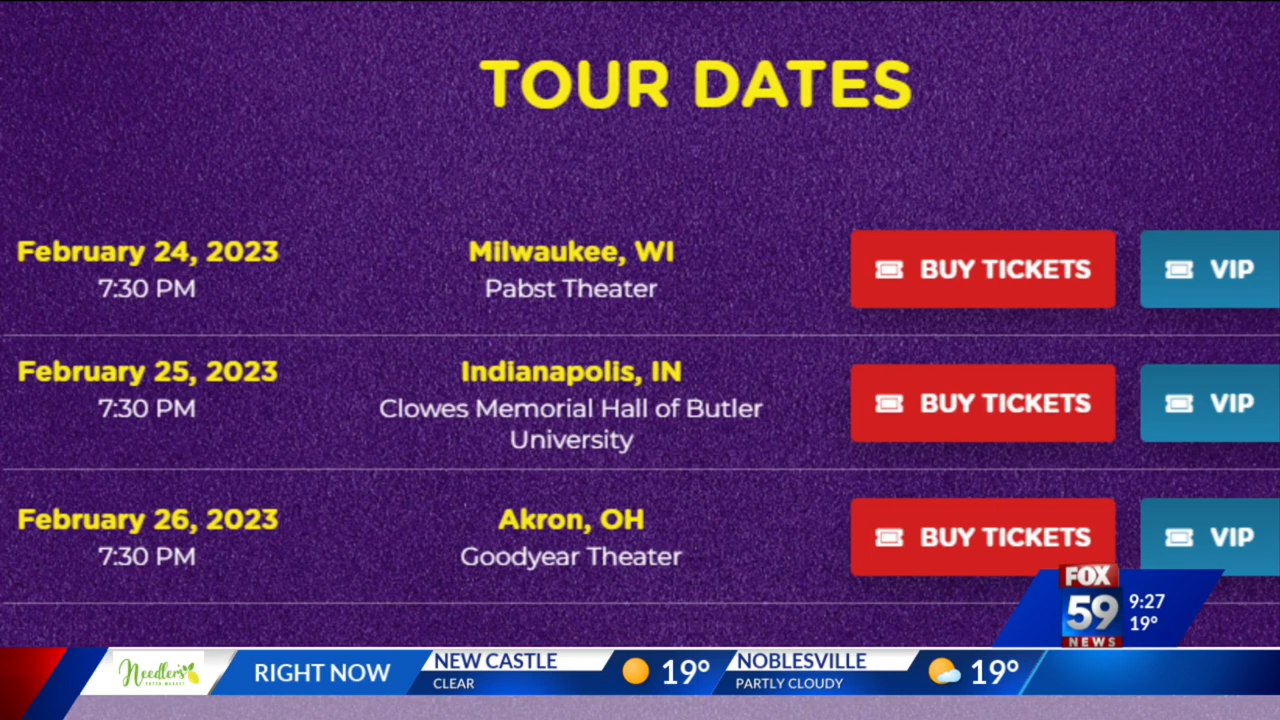 TOUR DATES
February 24, 2023
7:30 PM
Milwaukee, WI
Pabst Theater
BUY TICKETS
VIP
February 25, 2023
7:30 PM
Indianapolis, IN
Clowes Memorial Hall of Butler
University
BUY TICKETS
VIP
February 26, 2023
7:30 PM
Akron, OH
Goodyear Theater
BUY TICKETS
VIP
FOX
59
NEWS
9:27
19°
Needler's
FRESH MARKET
RIGHT NOW
NEW CASTLE
CLEAR
19°
NOBLESVILLE
PARTLY CLOUDY
19°